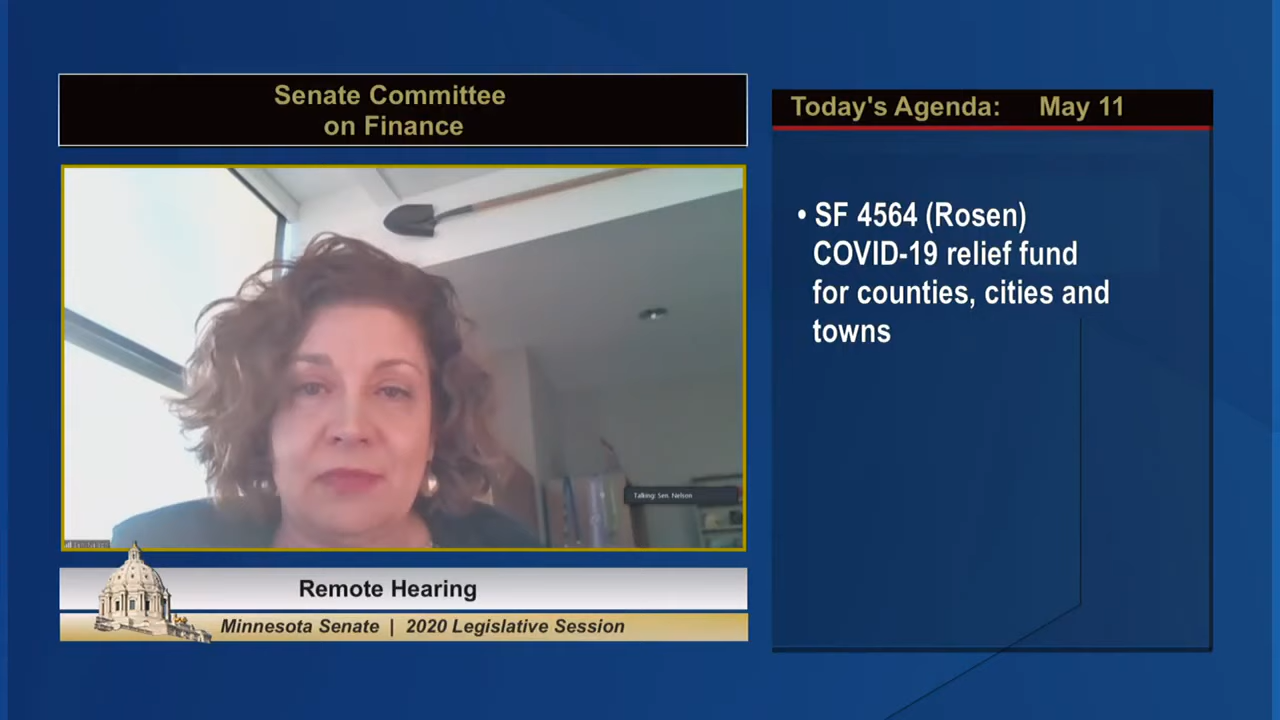 Senate Committee
on Finance
Today's Agenda: May 11
• SF 4564 (Rosen)
COVID-19 relief fund
for counties, cities and
towns
Talking: Sen. Nelson
Remote Hearing
Minnesota Senate | 2020 Legislative Session